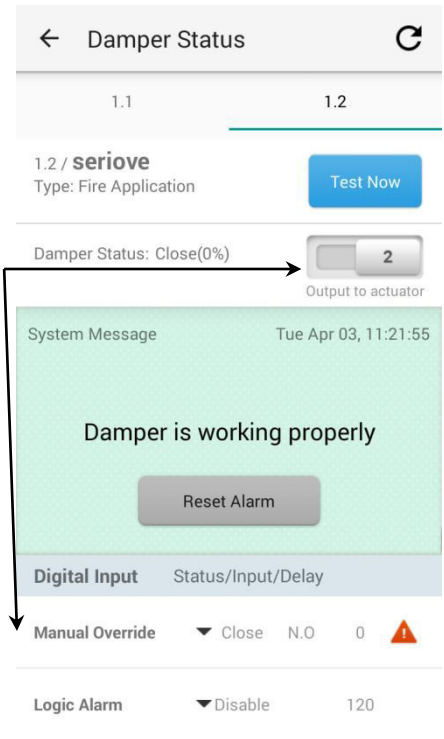 Damper Status
1.1 1.2
1.2 / seriove
Type: Fire Application
Test Now
Damper Status: Close(0%)
2
Output to actuator
System Message Tue Apr 03, 11:21:55
Damper is working properly
Reset Alarm
Digital Input Status/Input/Delay
Manual Override Close N.O 0
Logic Alarm Disable 120